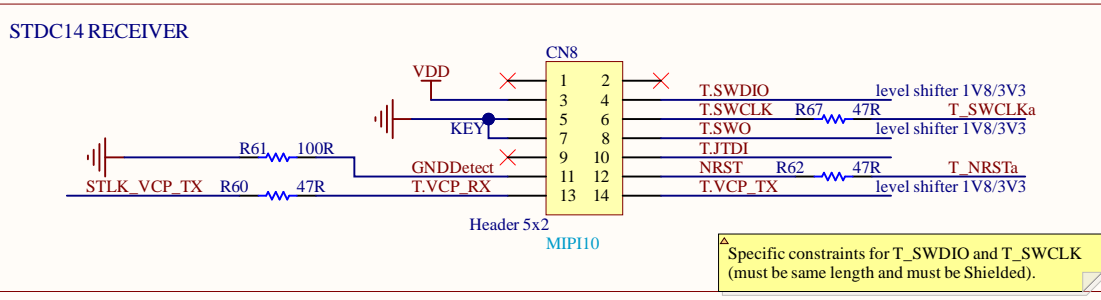 STDC14 RECEIVER
CN8
VDD
1 2
3 4 T.SWDIO level shifter 1V8/3V3
5 6 T.SWCLK R67 47R T_SWCLKa
KEY 7 8 T.SWO level shifter 1V8/3V3
R61 100R 9 10 T.JTDI
GNDDetect 11 12 NRST R62 47R T_NRSTa
STLK_VCP_TX R60 47R T.VCP_RX 13 14 T.VCP_TX level shifter 1V8/3V3
Header 5x2
MIPI10
Specific constraints for T_SWDIO and T_SWCLK
(must be same length and must be Shielded).